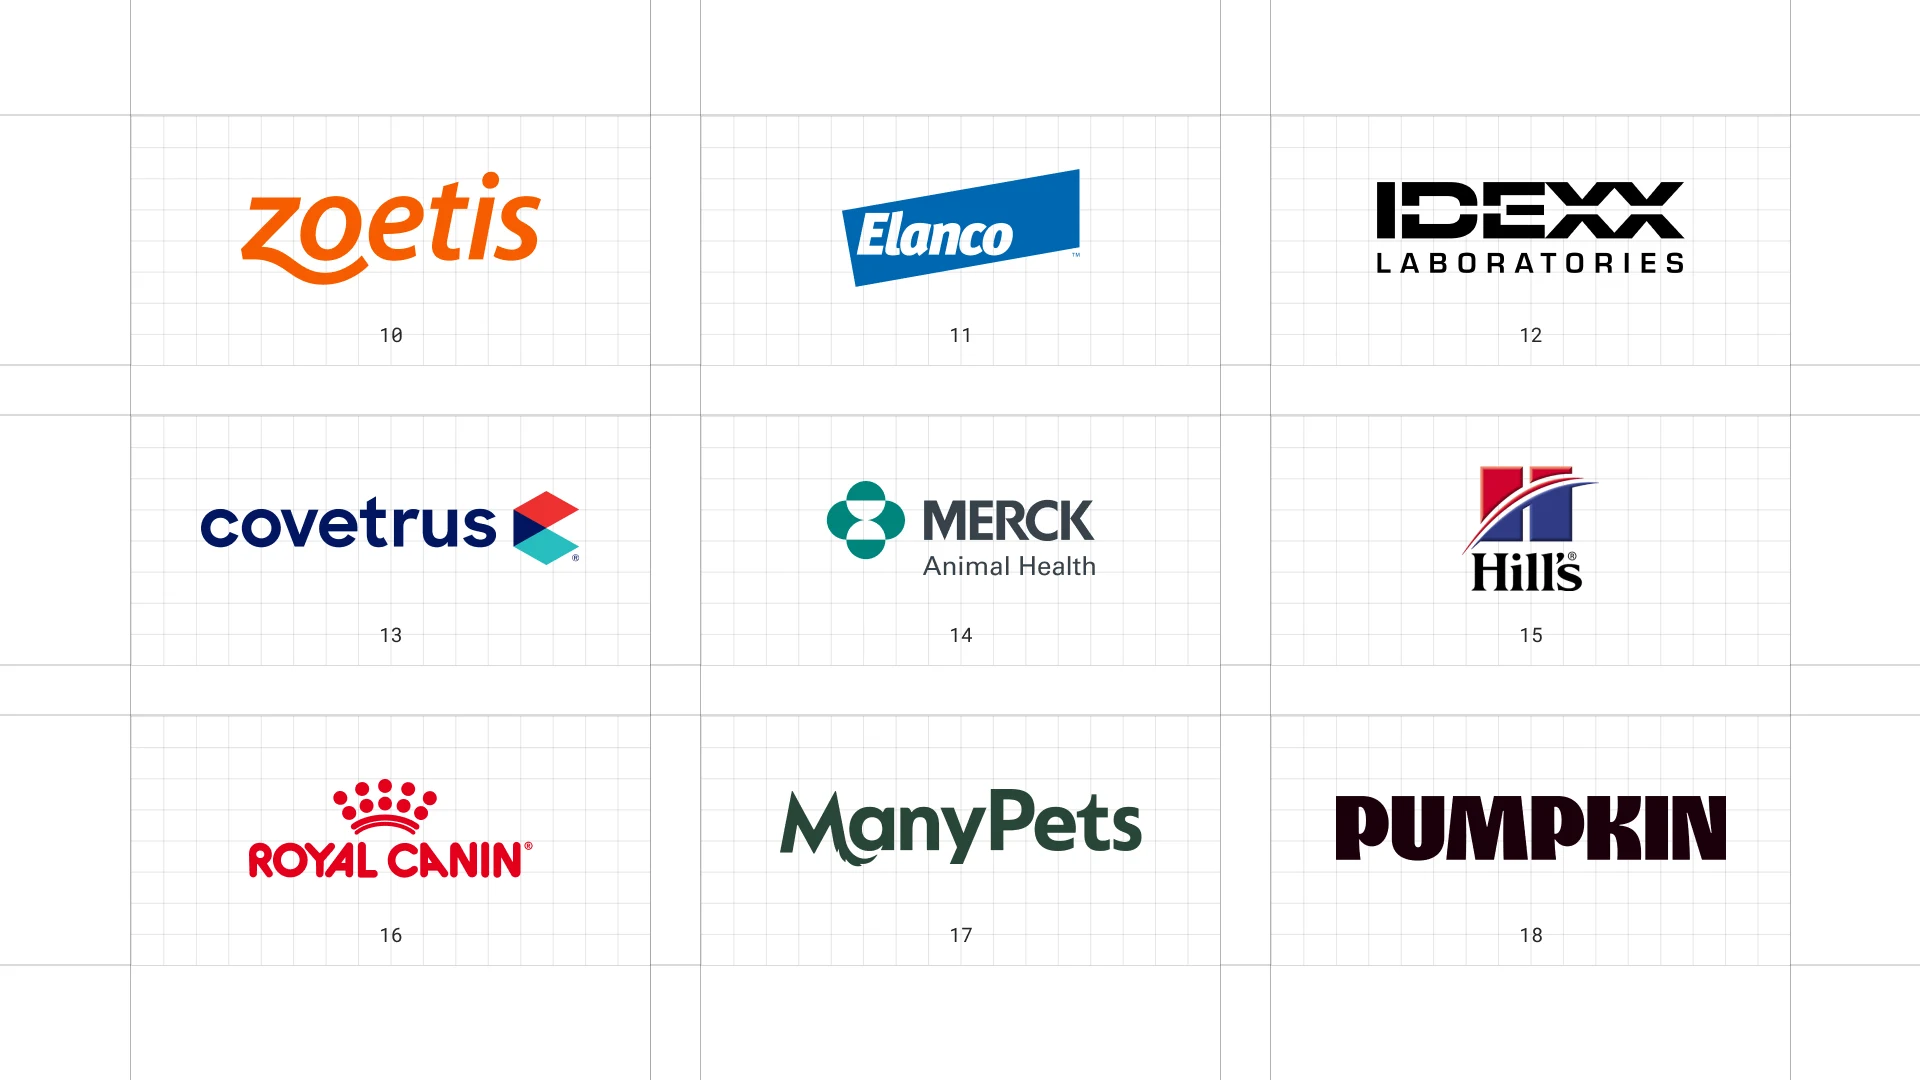 zoetis
10
Elanco
™
11
IDEXX
LABORATORIES
12
covetrus
®
13
MERCK
Animal Health
14
Hill's®
15
ROYAL CANIN®
16
ManyPets
17
PUMPKIN
18